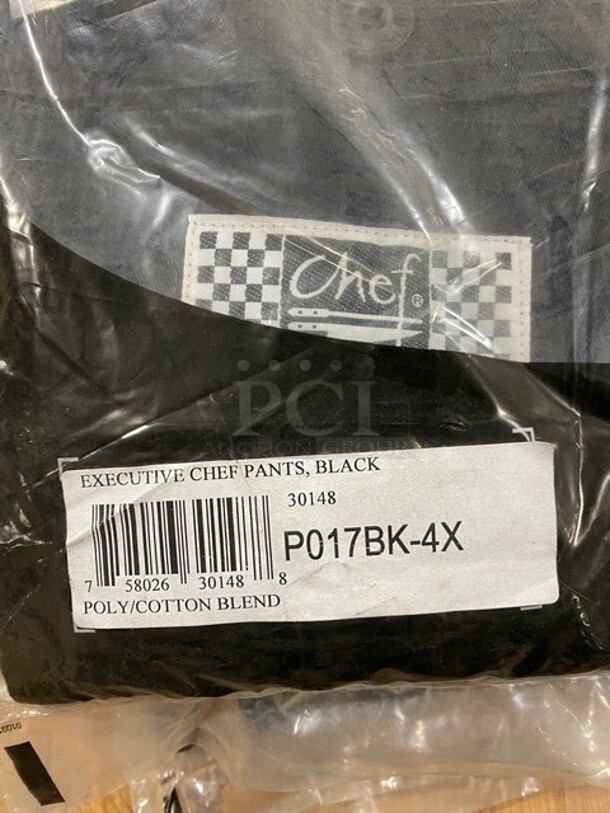 chef®
PCI
AUCTION GROUP
EXECUTIVE CHEF PANTS, BLACK
30148
P017BK-4X
7 58026 30148 8
POLY/COTTON BLEND